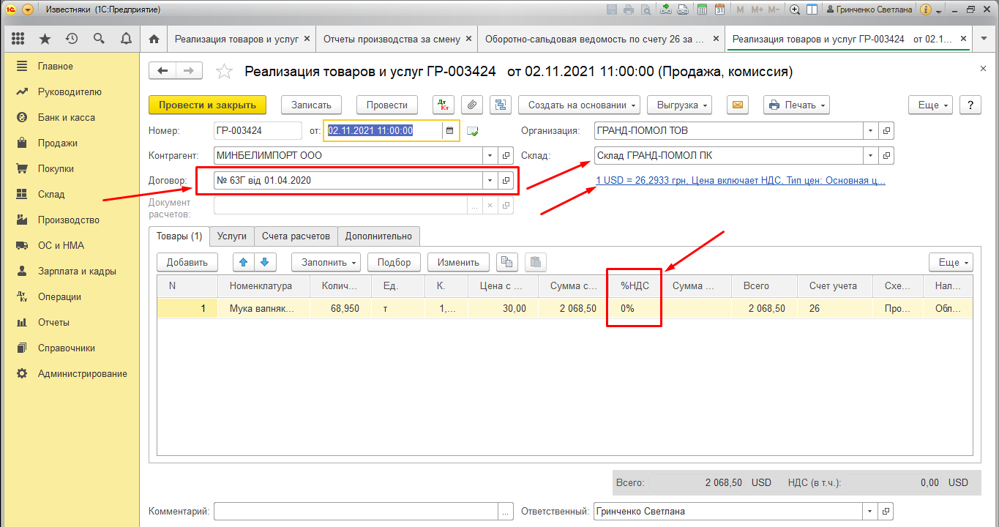 Известняки (1С:Предприятие)
M M+ M- Гринченко Светлана
Реализация товаров и услуг × Отчеты производства за смену × Оборотно-сальдовая ведомость по счету 26 за ... × Реализация товаров и услуг ГР-003424 от 02.1... ×
Главное
Руководителю
Банк и касса
Продажи
Покупки
Склад
Производство
ОС и НМА
Зарплата и кадры
Операции
Отчеты
Справочники
Администрирование
Реализация товаров и услуг ГР-003424 от 02.11.2021 11:00:00 (Продажа, комиссия)
Провести и закрыть Записать Провести Дт Кт Создать на основании Выгрузка Печать Еще ?
Номер: ГР-003424 от: 02.11.2021 11:00:00 Организация: ГРАНД-ПОМОЛ ТОВ
Контрагент: МИНБЕЛИМПОРТ ООО Склад: Склад ГРАНД-ПОМОЛ ПК
Договор: № 63Г від 01.04.2020 1 USD = 26,2933 грн, Цена включает НДС, Тип цен: Основная ц...
Документ
расчетов: ... ×
Товары (1) Услуги Счета расчетов Дополнительно
Добавить Заполнить Подбор Изменить Еще
N Номенклатура Колич... Ед. К. Цена с ... Сумма с... %НДС Сумма ... Всего Счет учета Схе... Нал...
1 Мука вапняк... 68,950 т 1,... 30,00 2 068,50 0% 2 068,50 26 Про... Обл...
Всего: 2 068,50 USD НДС (в т.ч.): 0,00 USD
Комментарий: ... Ответственный: Гринченко Светлана